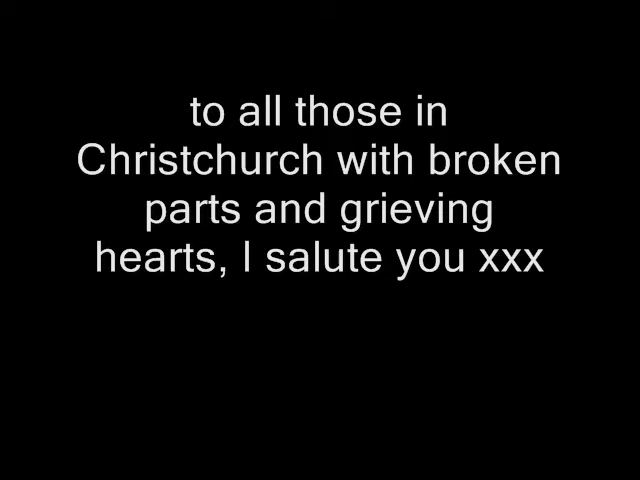 to all those in
Christchurch with broken
parts and grieving
hearts, I salute you xxx